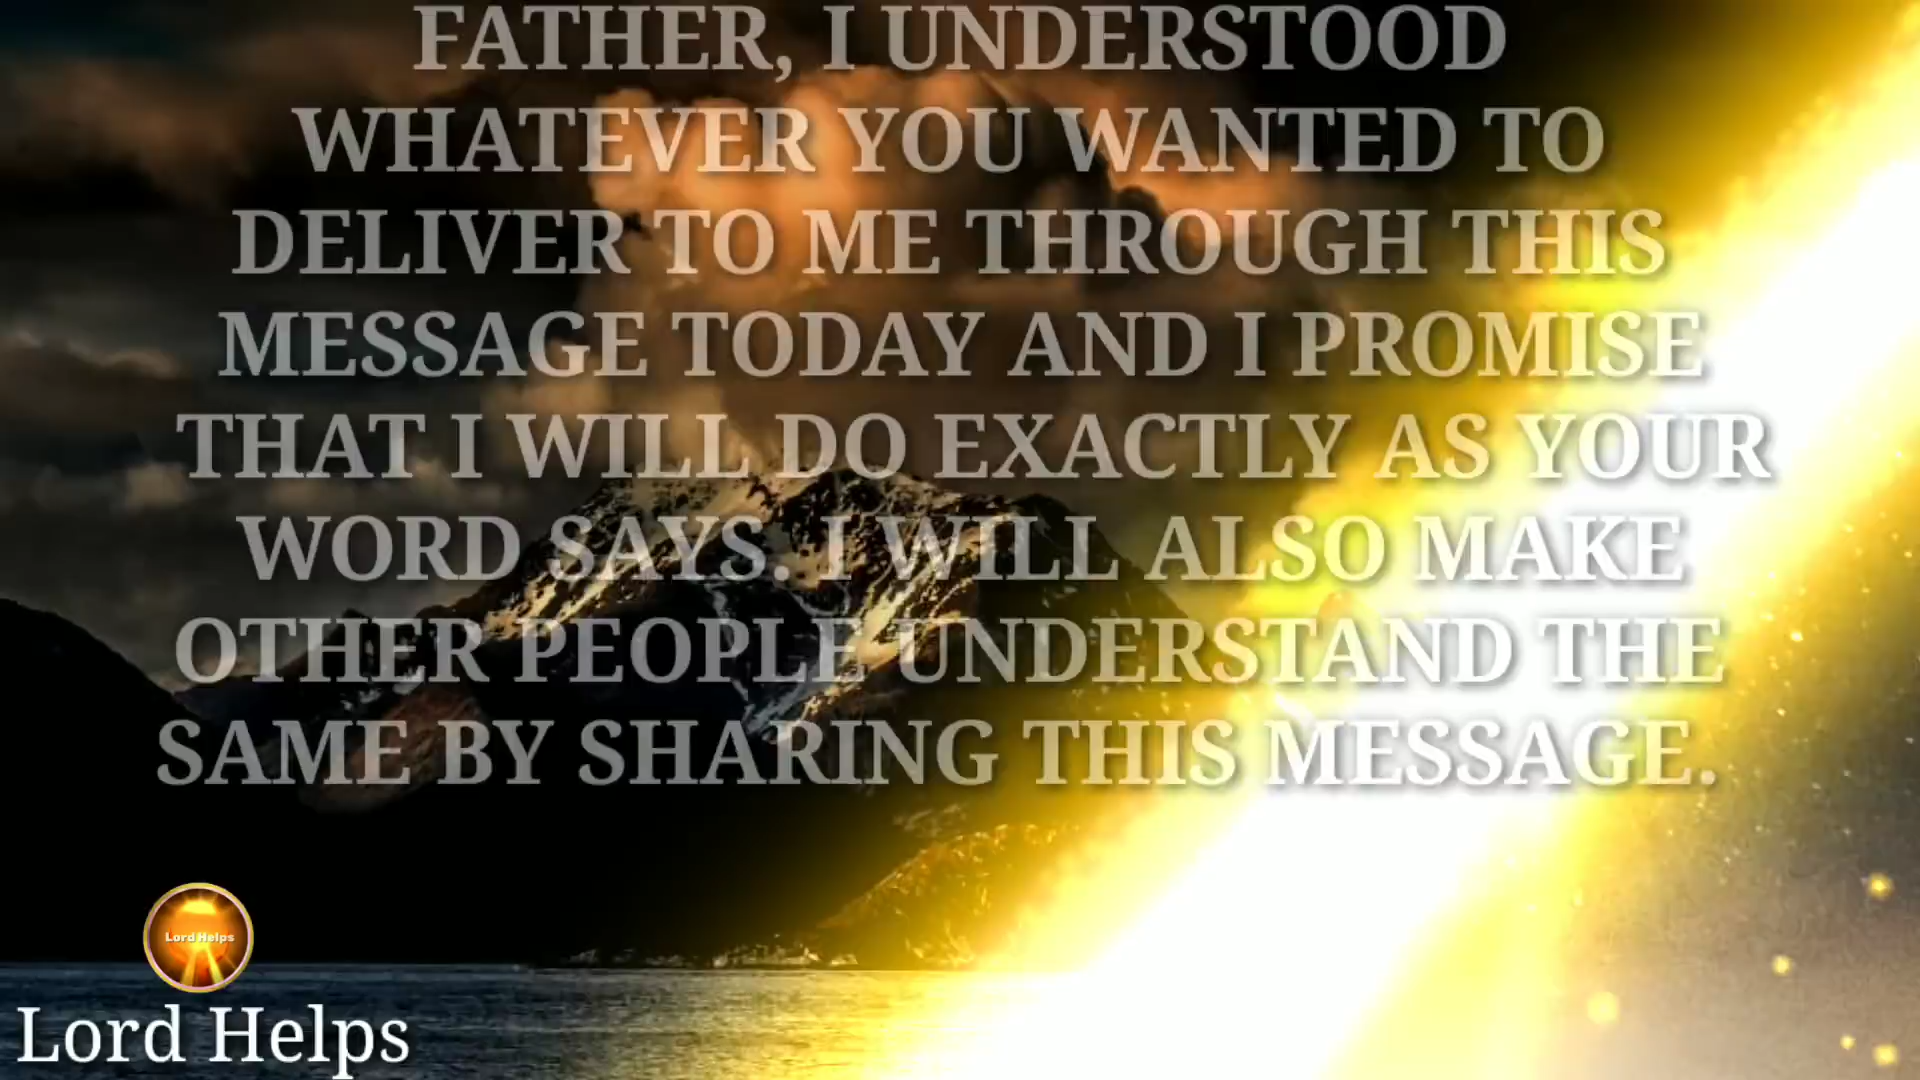 FATHER, I UNDERSTOOD
WHATEVER YOU WANTED TO
DELIVER TO ME THROUGH THIS
MESSAGE TODAY AND I PROMISE
THAT I WILL DO EXACTLY AS YOUR
WORD SAYS. I WILL ALSO MAKE
OTHER PEOPLE UNDERSTAND THE
SAME BY SHARING THIS MESSAGE.
Lord Helps
Lord Helps